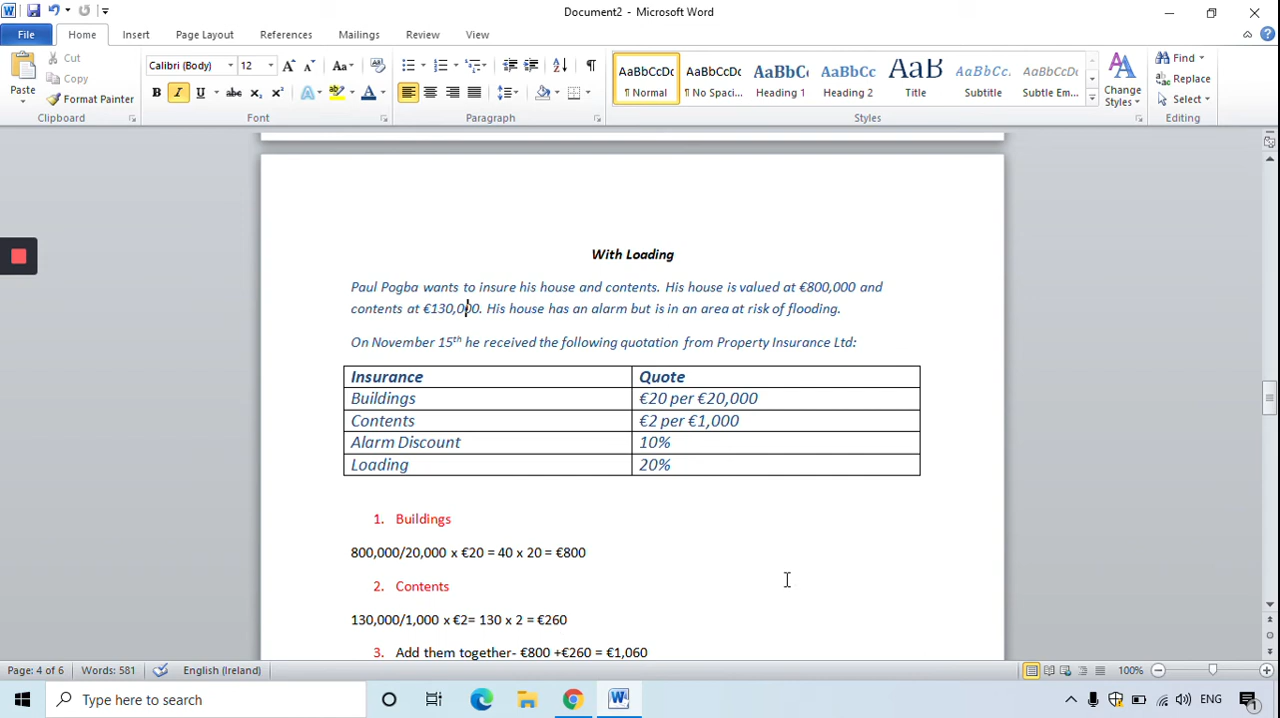 Document2 - Microsoft Word
File Home Insert Page Layout References Mailings Review View
Paste
Cut
Copy
Format Painter
Clipboard
Calibri (Body) 12
Font
Paragraph
AaBbCcDc AaBbCcDc AaBbCc AaBbCc AaB AaBbCcDc AaBbCcDc
¶ Normal ¶ No Spaci... Heading 1 Heading 2 Title Subtitle Subtle Em...
Change
Styles
Styles
Find
Replace
Select
Editing
With Loading
Paul Pogba wants to insure his house and contents. His house is valued at €800,000 and
contents at €130,000. His house has an alarm but is in an area at risk of flooding.
On November 15th he received the following quotation from Property Insurance Ltd:
Insurance Quote
Buildings €20 per €20,000
Contents €2 per €1,000
Alarm Discount 10%
Loading 20%
1. Buildings
800,000/20,000 x €20 = 40 x 20 = €800
2. Contents
130,000/1,000 x €2= 130 x 2 = €260
3. Add them together- €800 +€260 = €1,060
Page: 4 of 6 Words: 581 English (Ireland) 100%
Type here to search ENG 1